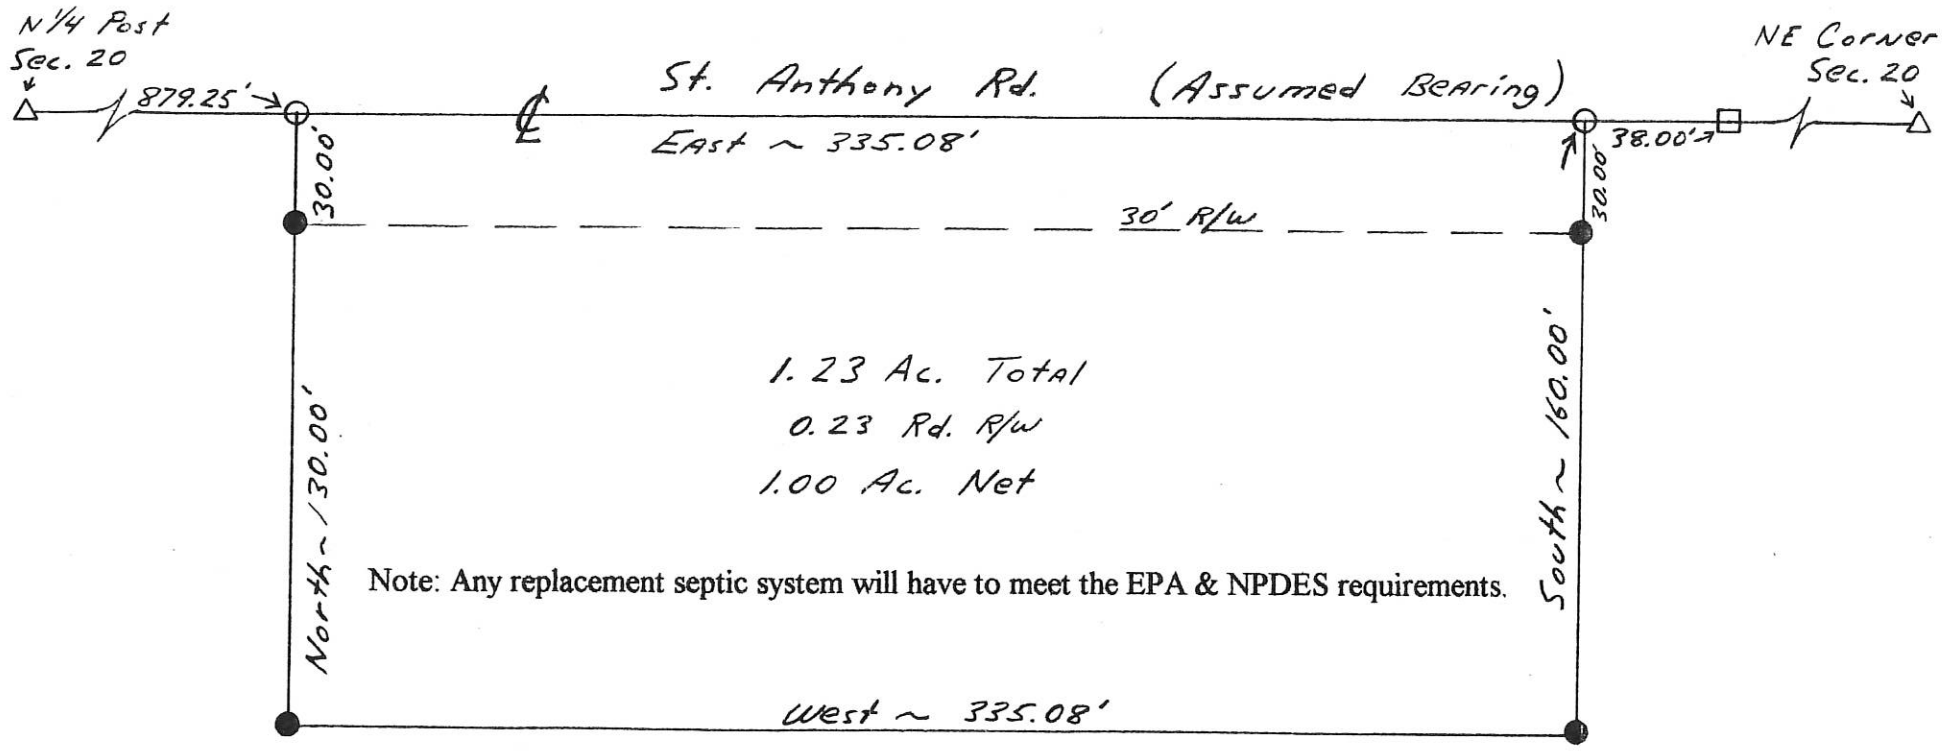 N 1/4 Post
Sec. 20
879.25'
St. Anthony Rd. (Assumed Bearing)
NE Corner
Sec. 20
℄
East ~ 335.08'
38.00'
30.00'
30.00'
30' R/W
1.23 Ac. Total
0.23 Rd. R/W
1.00 Ac. Net
North ~ 130.00'
South ~ 160.00'
Note: Any replacement septic system will have to meet the EPA & NPDES requirements.
West ~ 335.08'